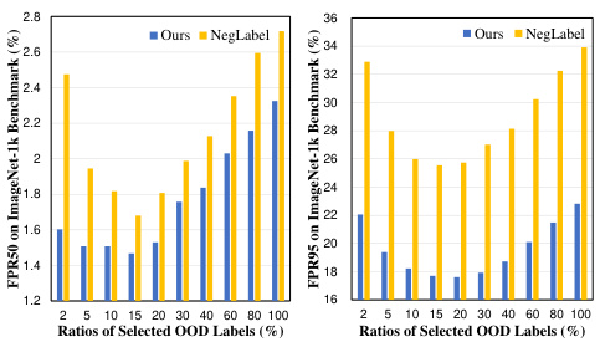 FPR50 on ImageNet-1k Benchmark (%)
2.8
2.6
2.4
2.2
2
1.8
1.6
1.4
1.2
Ours NegLabel
2 5 10 15 20 30 40 60 80 100
Ratios of Selected OOD Labels (%)
FPR95 on ImageNet-1k Benchmark (%)
36
34
32
30
28
26
24
22
20
18
16
Ours NegLabel
2 5 10 15 20 30 40 60 80 100
Ratios of Selected OOD Labels (%)